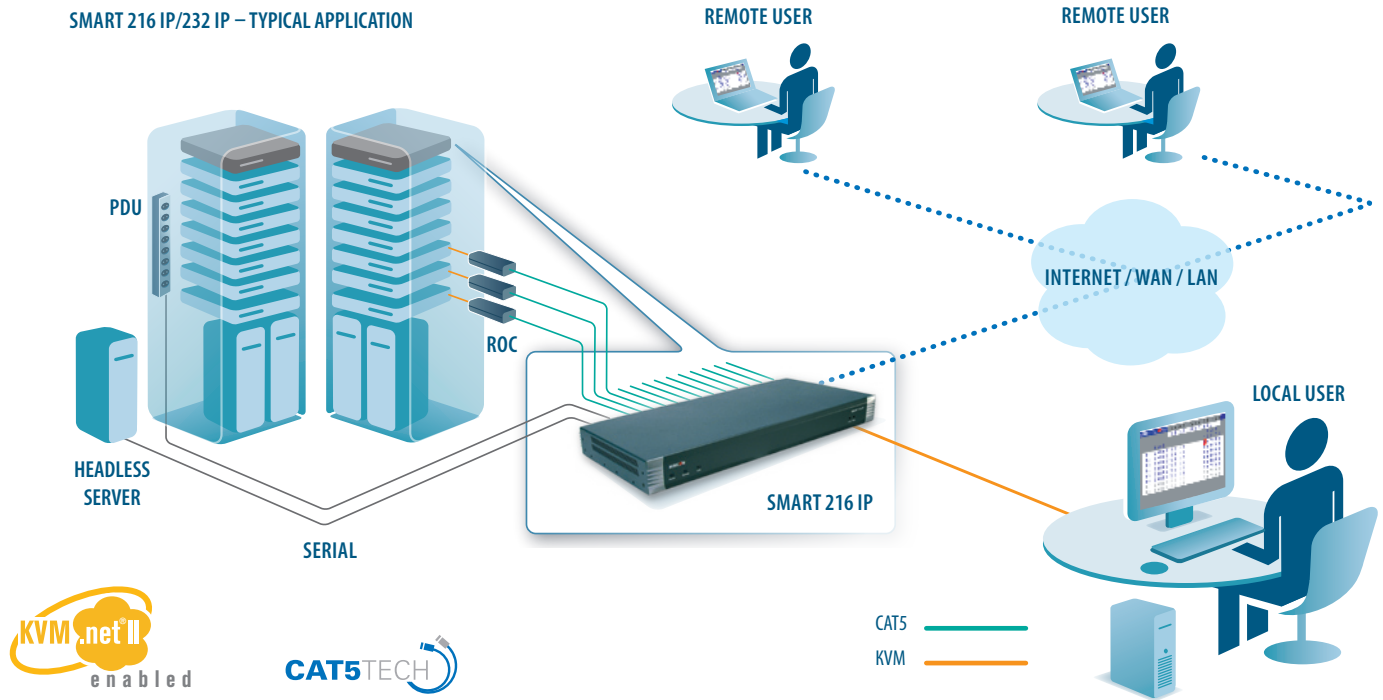 SMART 216 IP/232 IP – TYPICAL APPLICATION
REMOTE USER
REMOTE USER
PDU
INTERNET / WAN / LAN
ROC
LOCAL USER
HEADLESS
SERVER
SMART 216 IP
SERIAL
CAT5
KVM
KVM.net® II
enabled
CAT5TECH